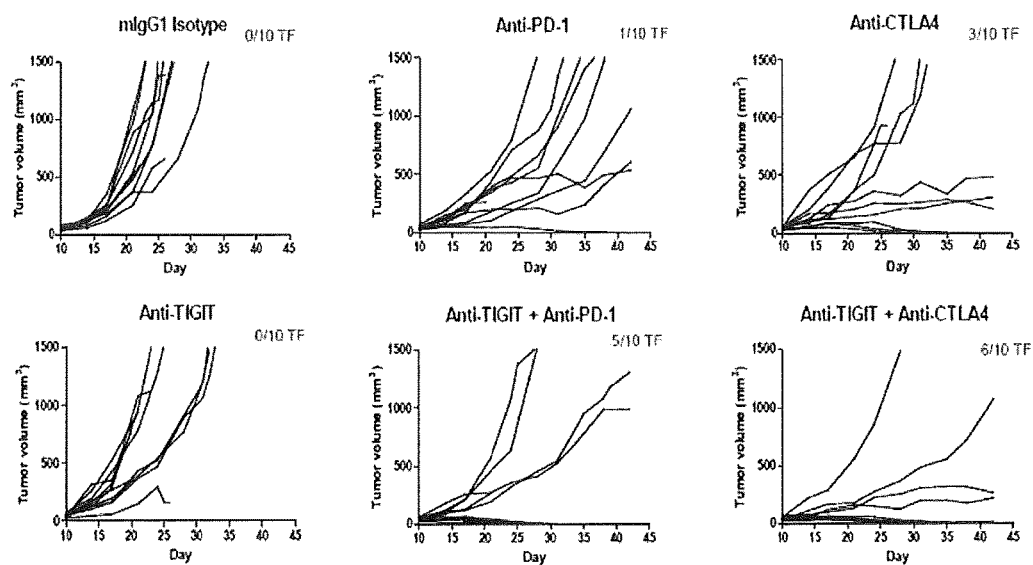 mIgG1 Isotype
0/10 TF
Tumor volume (mm³)
1500
1000
500
0
10 15 20 25 30 35 40 45
Day
Anti-PD-1
1/10 TF
Tumor volume (mm³)
1500
1000
500
0
10 15 20 25 30 35 40 45
Day
Anti-CTLA4
3/10 TF
Tumor volume (mm³)
1500
1000
500
0
10 15 20 25 30 35 40 45
Day
Anti-TIGIT
0/10 TF
Tumor volume (mm³)
1500
1000
500
0
10 15 20 25 30 35 40 45
Day
Anti-TIGIT + Anti-PD-1
5/10 TF
Tumor volume (mm³)
1500
1000
500
0
10 15 20 25 30 35 40 45
Day
Anti-TIGIT + Anti-CTLA4
6/10 TF
Tumor volume (mm³)
1500
1000
500
0
10 15 20 25 30 35 40 45
Day